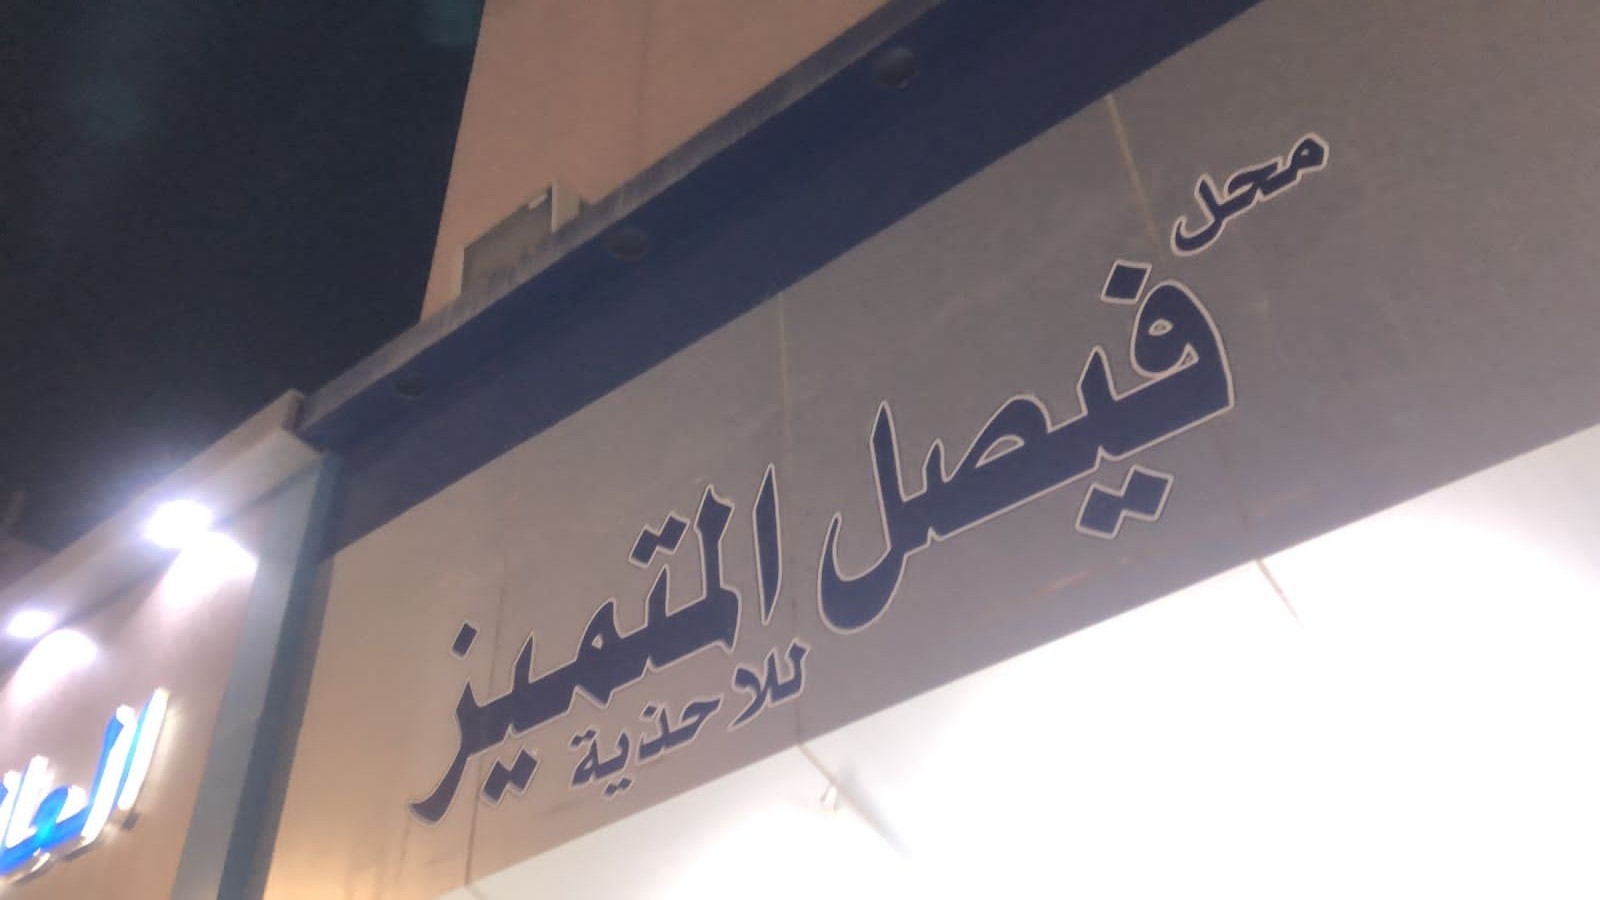 محل
فيصل المتميز
للاحذية